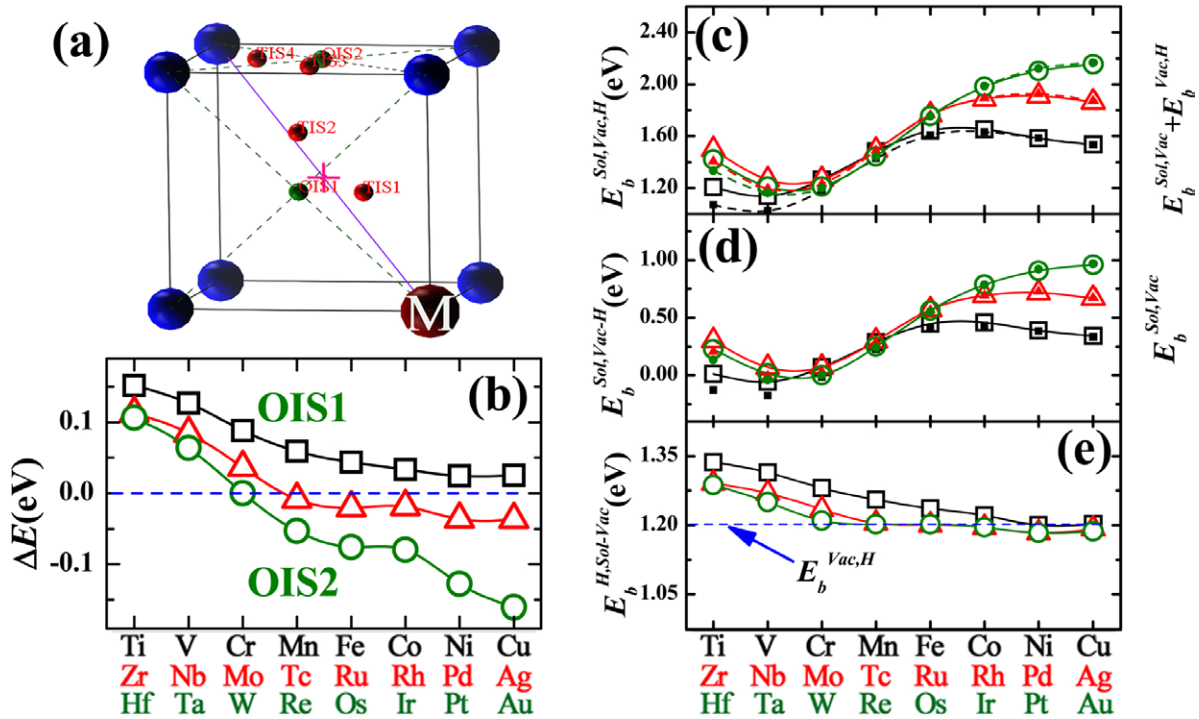 (a)
TIS4
OIS2
TIS3
TIS2
OIS1
TIS1
M
(b)
OIS1
OIS2
ΔE(eV)
0.1
0.0
-0.1
Ti V Cr Mn Fe Co Ni Cu
Zr Nb Mo Tc Ru Rh Pd Ag
Hf Ta W Re Os Ir Pt Au
(c)
E_b^{Sol,Vac,H}(eV)
2.40
2.00
1.60
1.20
E_b^{Sol,Vac}+E_b^{Vac,H}
(d)
E_b^{Sol,Vac-H}(eV)
1.00
0.50
0.00
E_b^{Sol,Vac}
(e)
E_b^{H,Sol-Vac}(eV)
1.35
1.20
1.05
E_b^{Vac,H}
Ti V Cr Mn Fe Co Ni Cu
Zr Nb Mo Tc Ru Rh Pd Ag
Hf Ta W Re Os Ir Pt Au